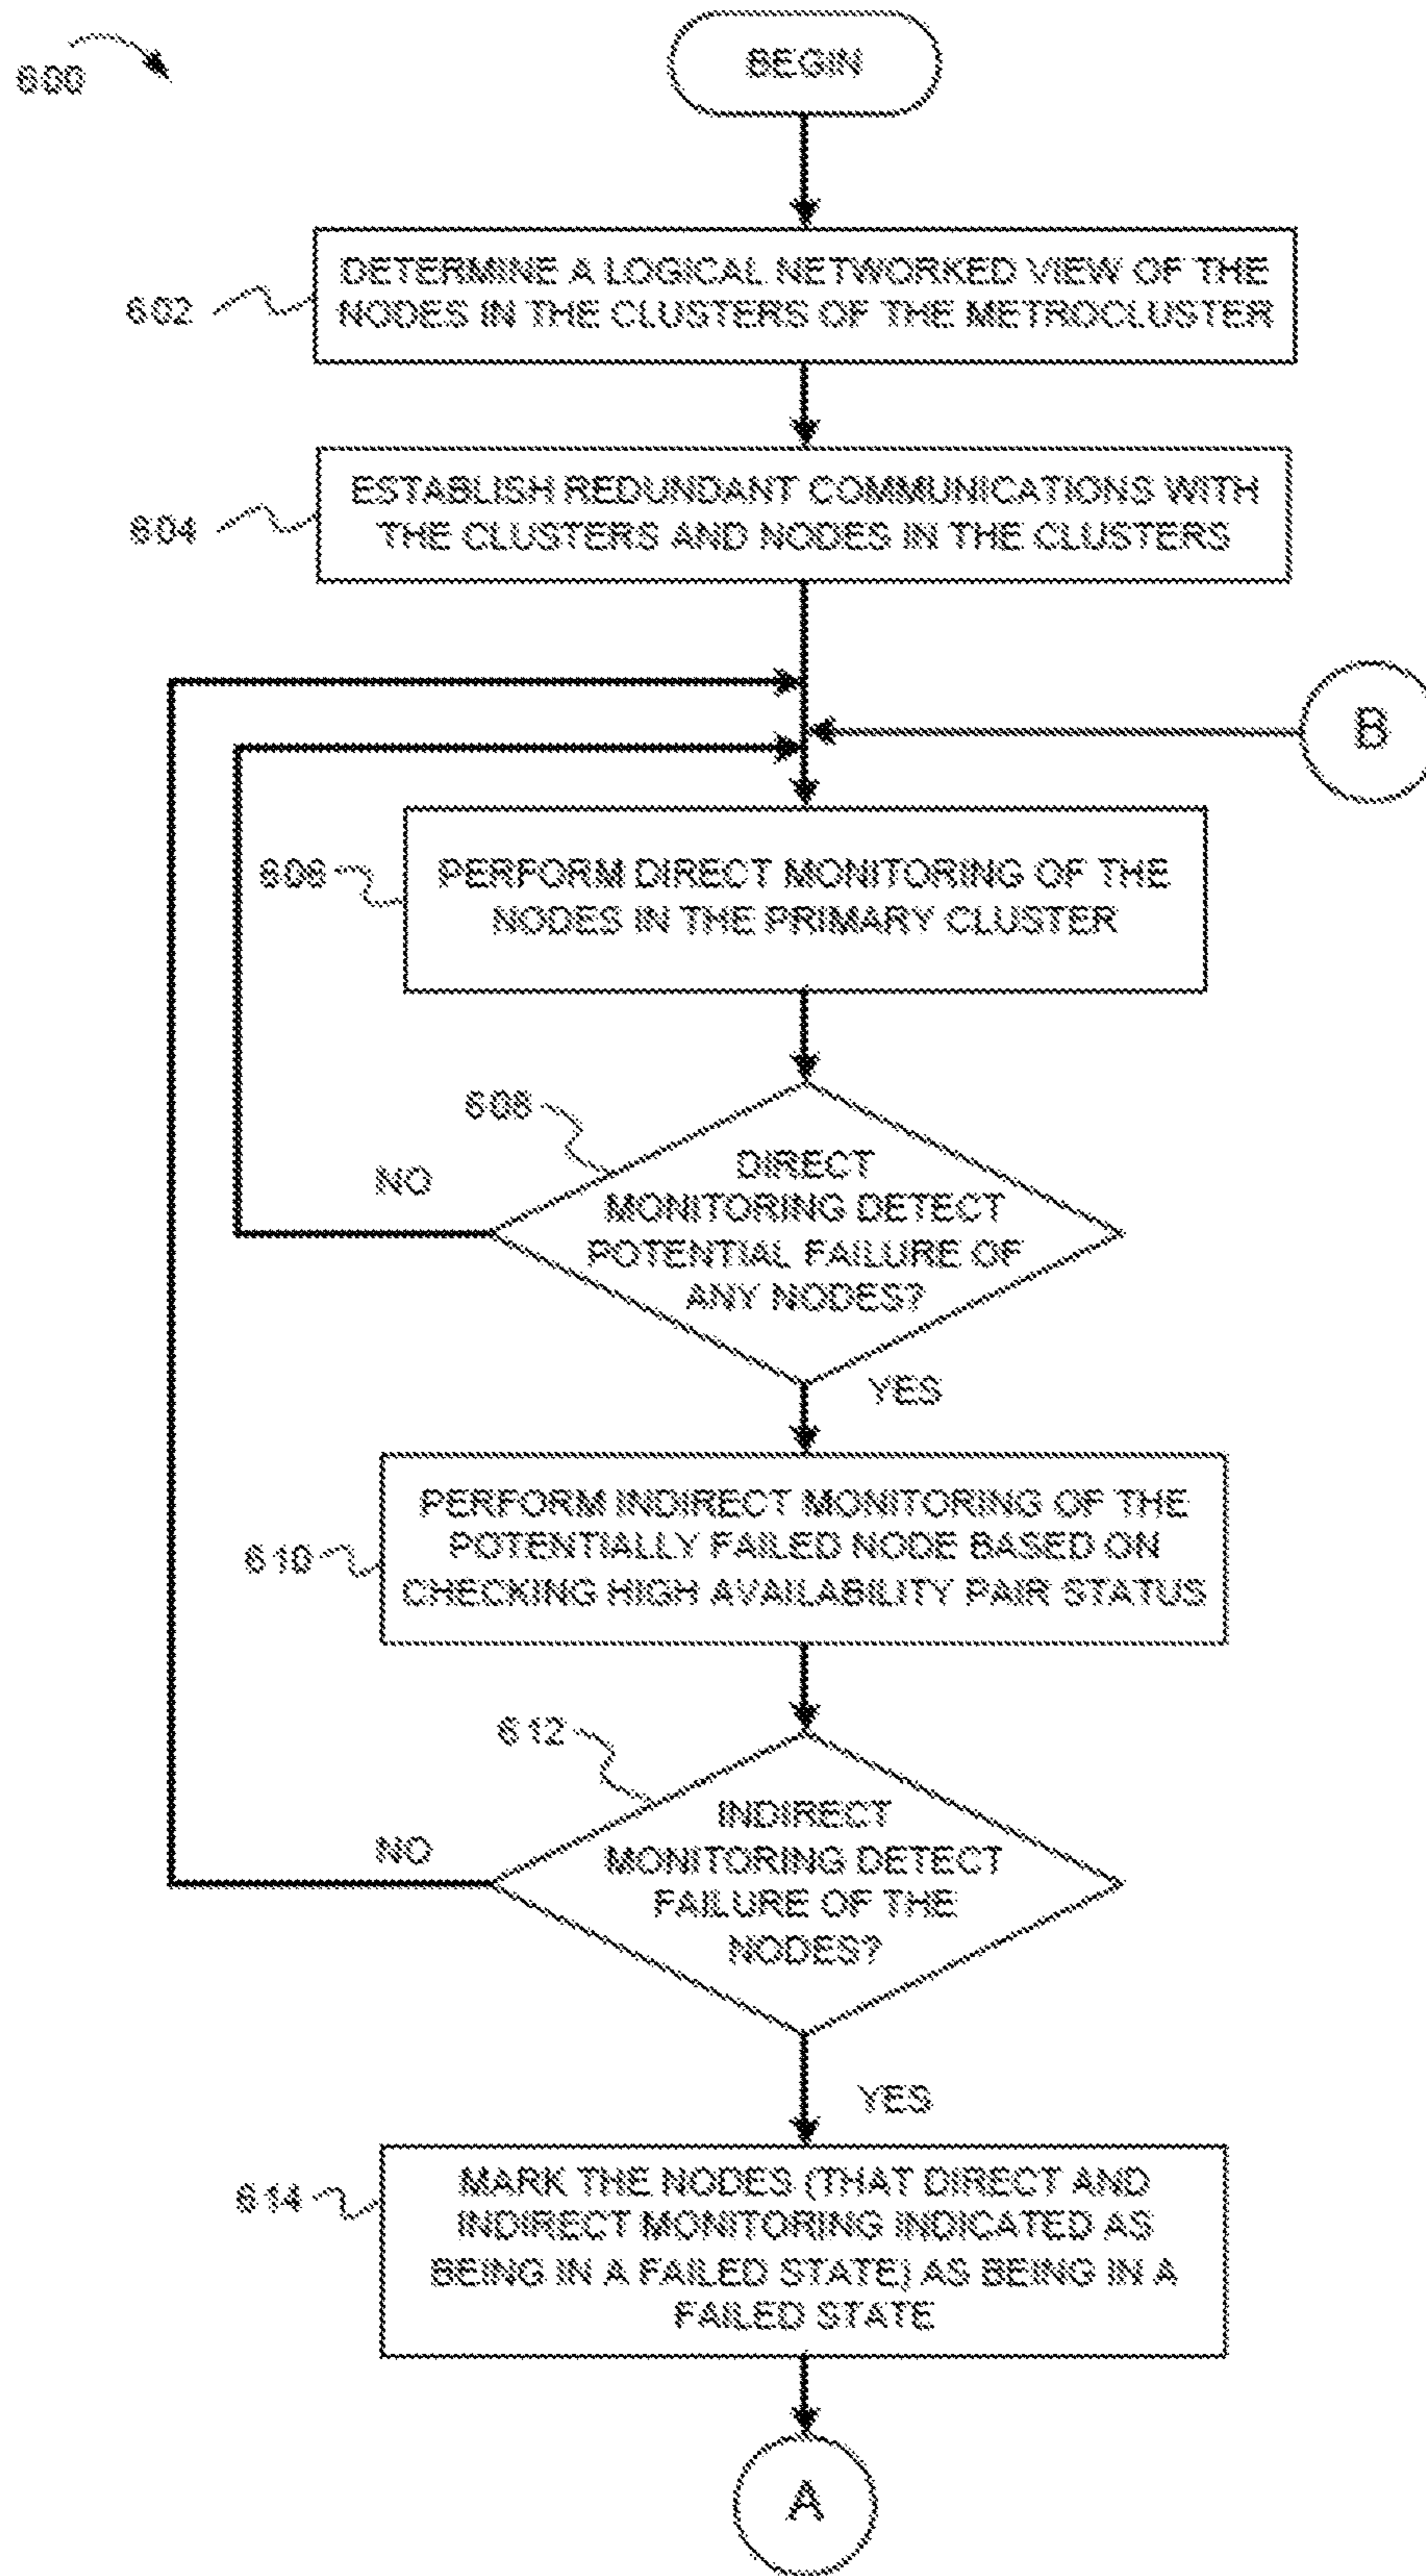 600
BEGIN
602
DETERMINE A LOGICAL NETWORKED VIEW OF THE
NODES IN THE CLUSTERS OF THE METROCLUSTER
604
ESTABLISH REDUNDANT COMMUNICATIONS WITH
THE CLUSTERS AND NODES IN THE CLUSTERS
B
606
PERFORM DIRECT MONITORING OF THE
NODES IN THE PRIMARY CLUSTER
608
NO
DIRECT
MONITORING DETECT
POTENTIAL FAILURE OF
ANY NODES?
YES
610
PERFORM INDIRECT MONITORING OF THE
POTENTIALLY FAILED NODE BASED ON
CHECKING HIGH AVAILABILITY PAIR STATUS
612
NO
INDIRECT
MONITORING DETECT
FAILURE OF THE
NODES?
YES
614
MARK THE NODES (THAT DIRECT AND
INDIRECT MONITORING INDICATED AS
BEING IN A FAILED STATE) AS BEING IN A
FAILED STATE
A